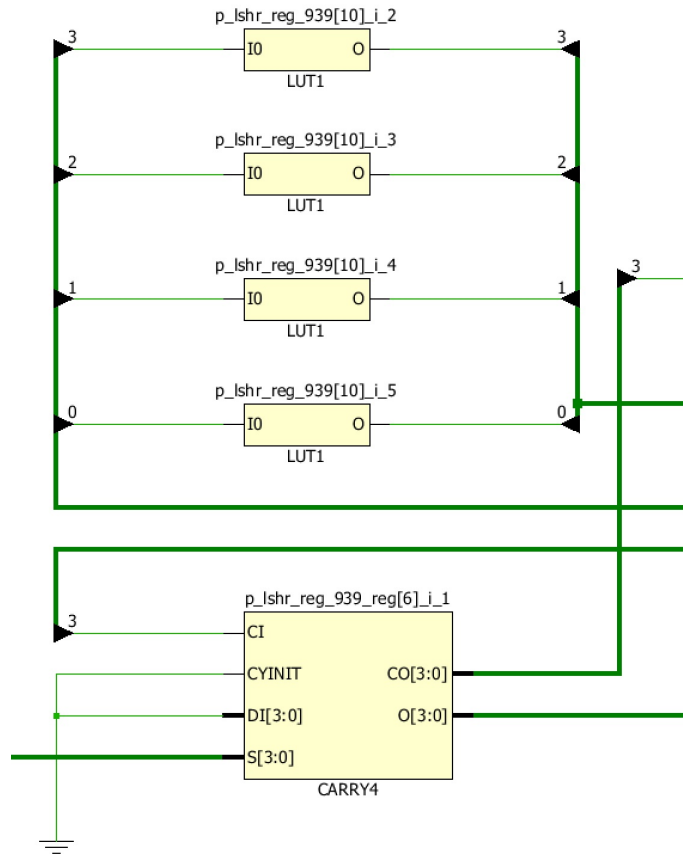 p_lshr_reg_939[10]_i_2
3 I0 O 3
LUT1
p_lshr_reg_939[10]_i_3
2 I0 O 2
LUT1
p_lshr_reg_939[10]_i_4
1 I0 O 1
LUT1
3
p_lshr_reg_939[10]_i_5
0 I0 O 0
LUT1
p_lshr_reg_939_reg[6]_i_1
3 CI
CYINIT CO[3:0]
DI[3:0] O[3:0]
S[3:0]
CARRY4